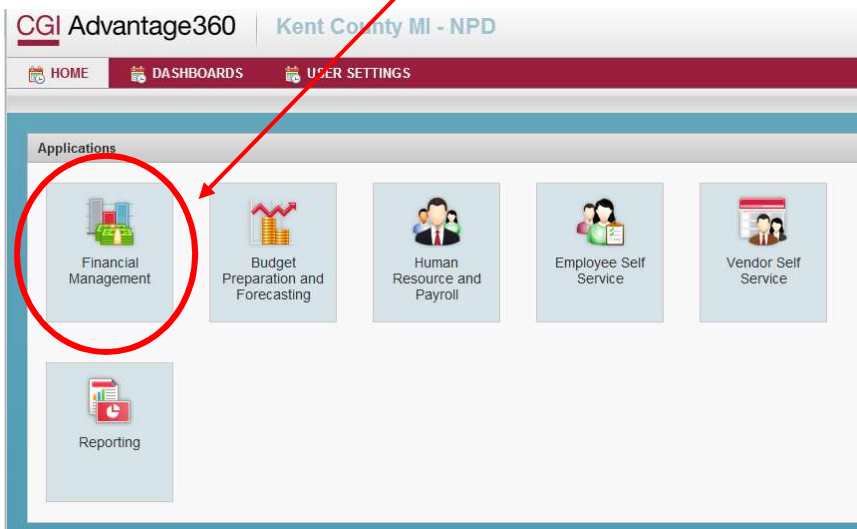 CGI Advantage360 Kent County MI - NPD
HOME DASHBOARDS USER SETTINGS
Applications
Financial
Management
Budget
Preparation and
Forecasting
Human
Resource and
Payroll
Employee Self
Service
Vendor Self
Service
Reporting